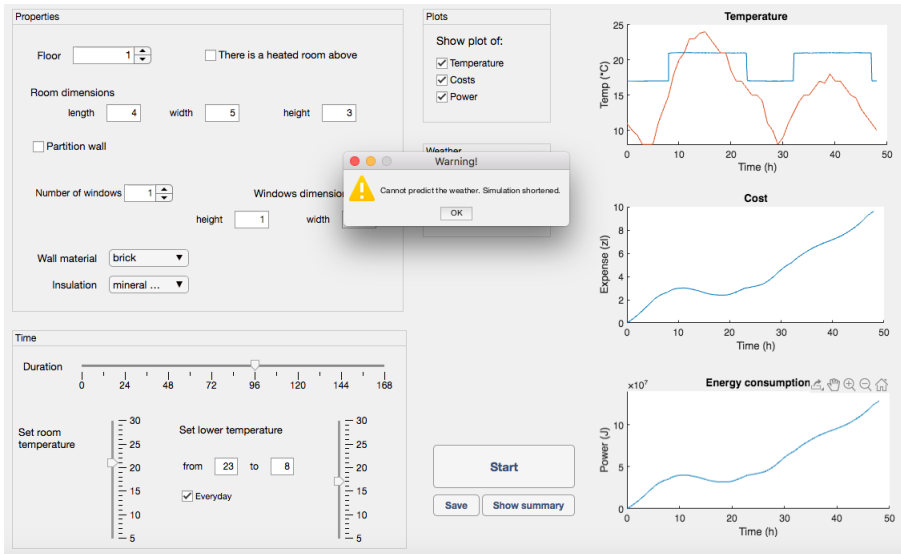 Properties
Floor 1 There is a heated room above
Room dimensions
length 4 width 5 height 3
Partition wall
Number of windows 1 Windows dimensio
height 1 width
Wall material brick
Insulation mineral ...
Time
Duration
0 24 48 72 96 120 144 168
Set room
temperature
30
25
20
15
10
5
Set lower temperature
from 23 to 8
Everyday
30
25
20
15
10
5
Plots
Show plot of:
Temperature
Costs
Power
Weather
Warning!
Cannot predict the weather. Simulation shortened.
OK
Start
Save Show summary
Temperature
Temp (°C)
25
20
15
10
0 10 20 30 40 50
Time (h)
Cost
Expense (zl)
10
8
6
4
2
0
0 10 20 30 40 50
Time (h)
Energy consumption
×10⁷
Power (J)
10
5
0
0 10 20 30 40 50
Time (h)